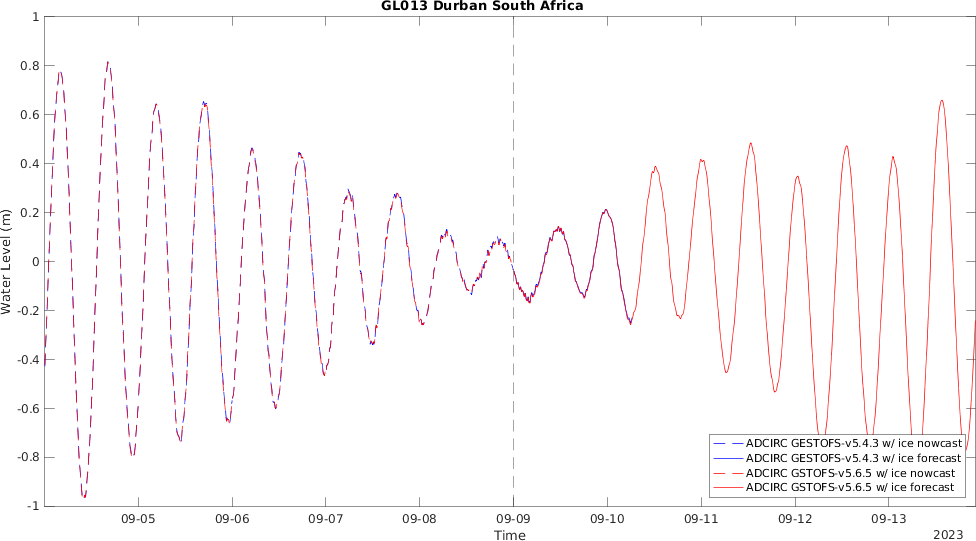 GL013 Durban South Africa
1
0.8
0.6
0.4
0.2
0
-0.2
-0.4
-0.6
-0.8
-1
Water Level (m)
ADCIRC GESTOFS-v5.4.3 w/ ice nowcast
ADCIRC GESTOFS-v5.4.3 w/ ice forecast
ADCIRC GSTOFS-v5.6.5 w/ ice nowcast
ADCIRC GSTOFS-v5.6.5 w/ ice forecast
09-05 09-06 09-07 09-08 09-09 09-10 09-11 09-12 09-13
Time
2023